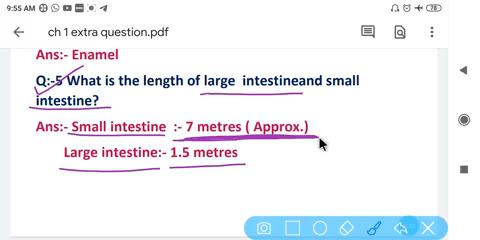 9:55 AM
78
ch 1 extra question.pdf
Ans:- Enamel
Q:-5 What is the length of large intestineand small
intestine?
Ans:- Small intestine :- 7 metres ( Approx.)
Large intestine:- 1.5 metres